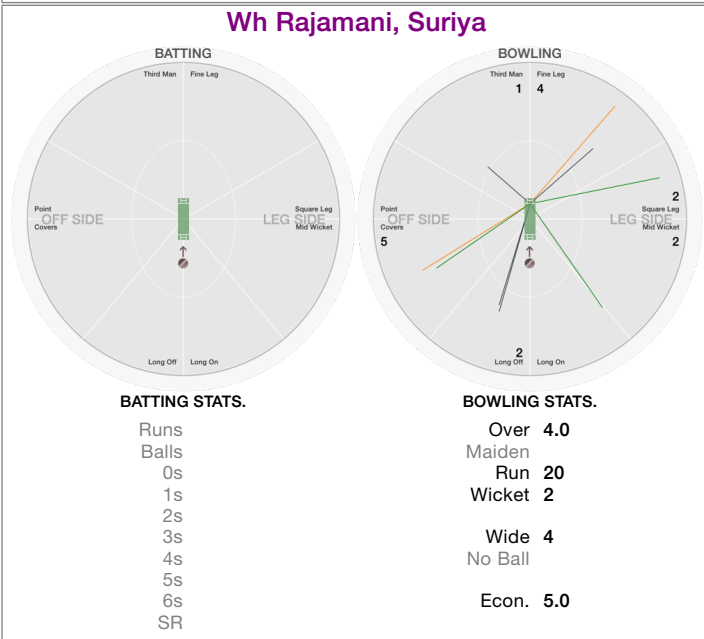 Wh Rajamani, Suriya
BATTING
Third Man Fine Leg
Point
OFF SIDE
Covers
Square Leg
LEG SIDE
Mid Wicket
Long Off Long On
BATTING STATS.
Runs
Balls
0s
1s
2s
3s
4s
5s
6s
SR
BOWLING
Third Man Fine Leg
1 4
Point
OFF SIDE
Covers
5
2
Square Leg
LEG SIDE
Mid Wicket
2
2
Long Off Long On
BOWLING STATS.
Over 4.0
Maiden
Run 20
Wicket 2
Wide 4
No Ball
Econ. 5.0